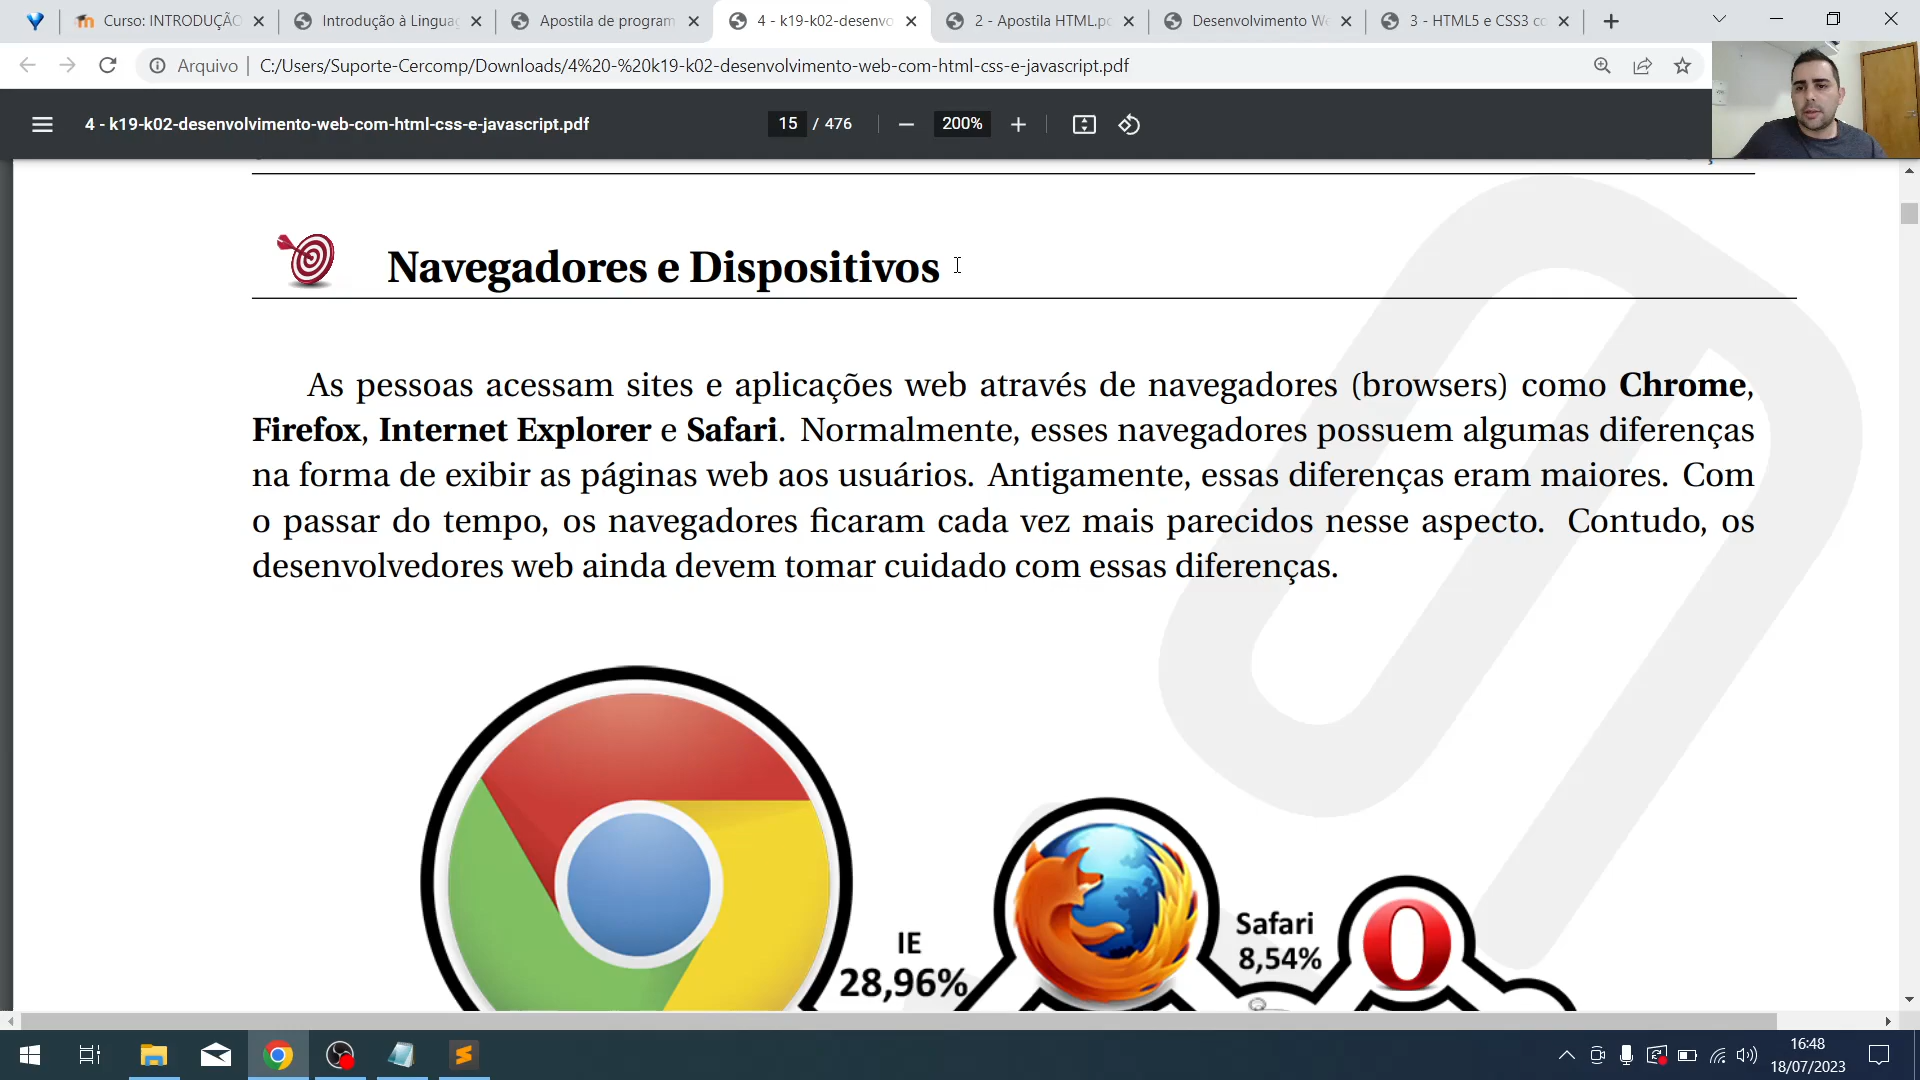 Curso: INTRODUÇÃO
Introdução à Lingua
Apostila de program
4 - k19-k02-desenvo
2 - Apostila HTML.p
Desenvolvimento W
3 - HTML5 e CSS3 c
Arquivo
C:/Users/Suporte-Cercomp/Downloads/4%20-%20k19-k02-desenvolvimento-web-com-html-css-e-javascript.pdf
4 - k19-k02-desenvolvimento-web-com-html-css-e-javascript.pdf
15 / 476
200%
Navegadores e Dispositivos
As pessoas acessam sites e aplicações web através de navegadores (browsers) como Chrome,
Firefox, Internet Explorer e Safari. Normalmente, esses navegadores possuem algumas diferenças
na forma de exibir as páginas web aos usuários. Antigamente, essas diferenças eram maiores. Com
o passar do tempo, os navegadores ficaram cada vez mais parecidos nesse aspecto. Contudo, os
desenvolvedores web ainda devem tomar cuidado com essas diferenças.
IE
28,96%
Safari
8,54%
16:48
18/07/2023